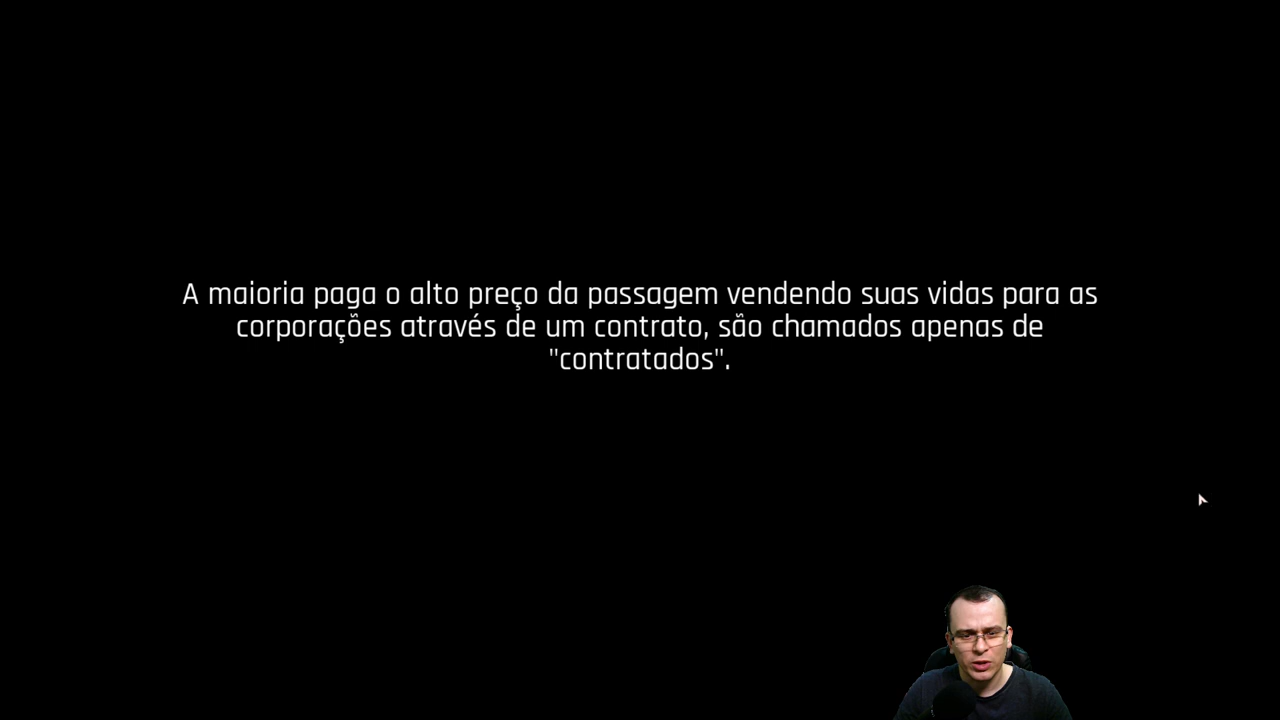 A maioria paga o alto preço da passagem vendendo suas vidas para as
corporações através de um contrato, são chamados apenas de
"contratados".